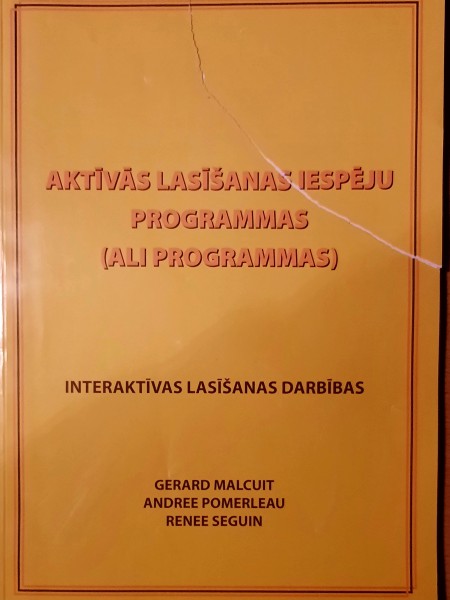 AKTĪVĀS LASĪŠANAS IESPĒJU
PROGRAMMAS
(ALI PROGRAMMAS)
INTERAKTĪVAS LASĪŠANAS DARBĪBAS
GERARD MALCUIT
ANDREE POMERLEAU
RENEE SEGUIN